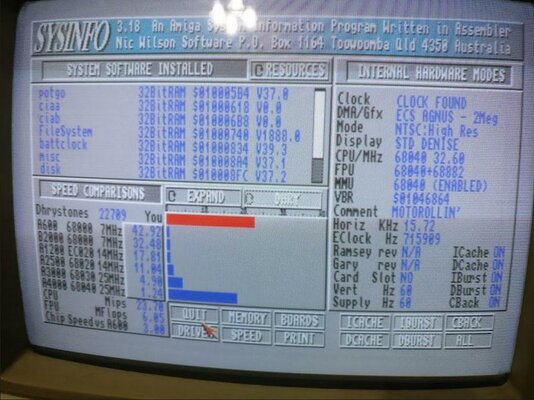 SYSINFO
3.18 An Amiga System Information Program Written in Assembler
Nic Wilson Software P.O. Box 1164 Toowoomba Qld 4350 Australia
SYSTEM SOFTWARE INSTALLED
RESOURCES
potgo 32BitRAM $010005B4 V37.0
ciaa 32BitRAM $01000618 V0.0
ciab 32BitRAM $010006B8 V0.0
FileSystem 32BitRAM $01000740 V1888.0
battclock 32BitRAM $01000834 V39.3
misc 32BitRAM $010008A4 V37.1
disk 32BitRAM $010008FC V37.2
INTERNAL HARDWARE MODES
Clock CLOCK FOUND
DMA/Gfx ECS AGNUS - 2Meg
Mode NTSC:High Res
Display STD DENISE
CPU/MHz 68040 32.60
FPU 68040+68882
MMU 68040 (ENABLED)
VBR $01046864
Comment MOTOROLLIN'
Horiz KHz 15.72
EClock Hz 715909
Ramsey rev N/A ICache ON
Gary rev N/A DCache ON
Card Slot NO IBurst ON
Vert Hz 60 DBurst ON
Supply Hz 60 CBack ON
SPEED COMPARISONS
EXPAND
Dhrystones 22709 You
A600 68000 7MHz 42.92
B2000 68000 7MHz 32.48
A1200 EC020 14MHz 17.81
A2500 68020 14MHz 11.04
A3000 68030 25MHz 4.90
A4000 68040 25MHz 1.24
CPU Mips 23.70
FPU MFlops 6.05
Chip Speed vs A600 3.00
QUIT MEMORY BOARDS
DRIVES SPEED PRINT
ICACHE IBURST CBACK
DCACHE DBURST ALL